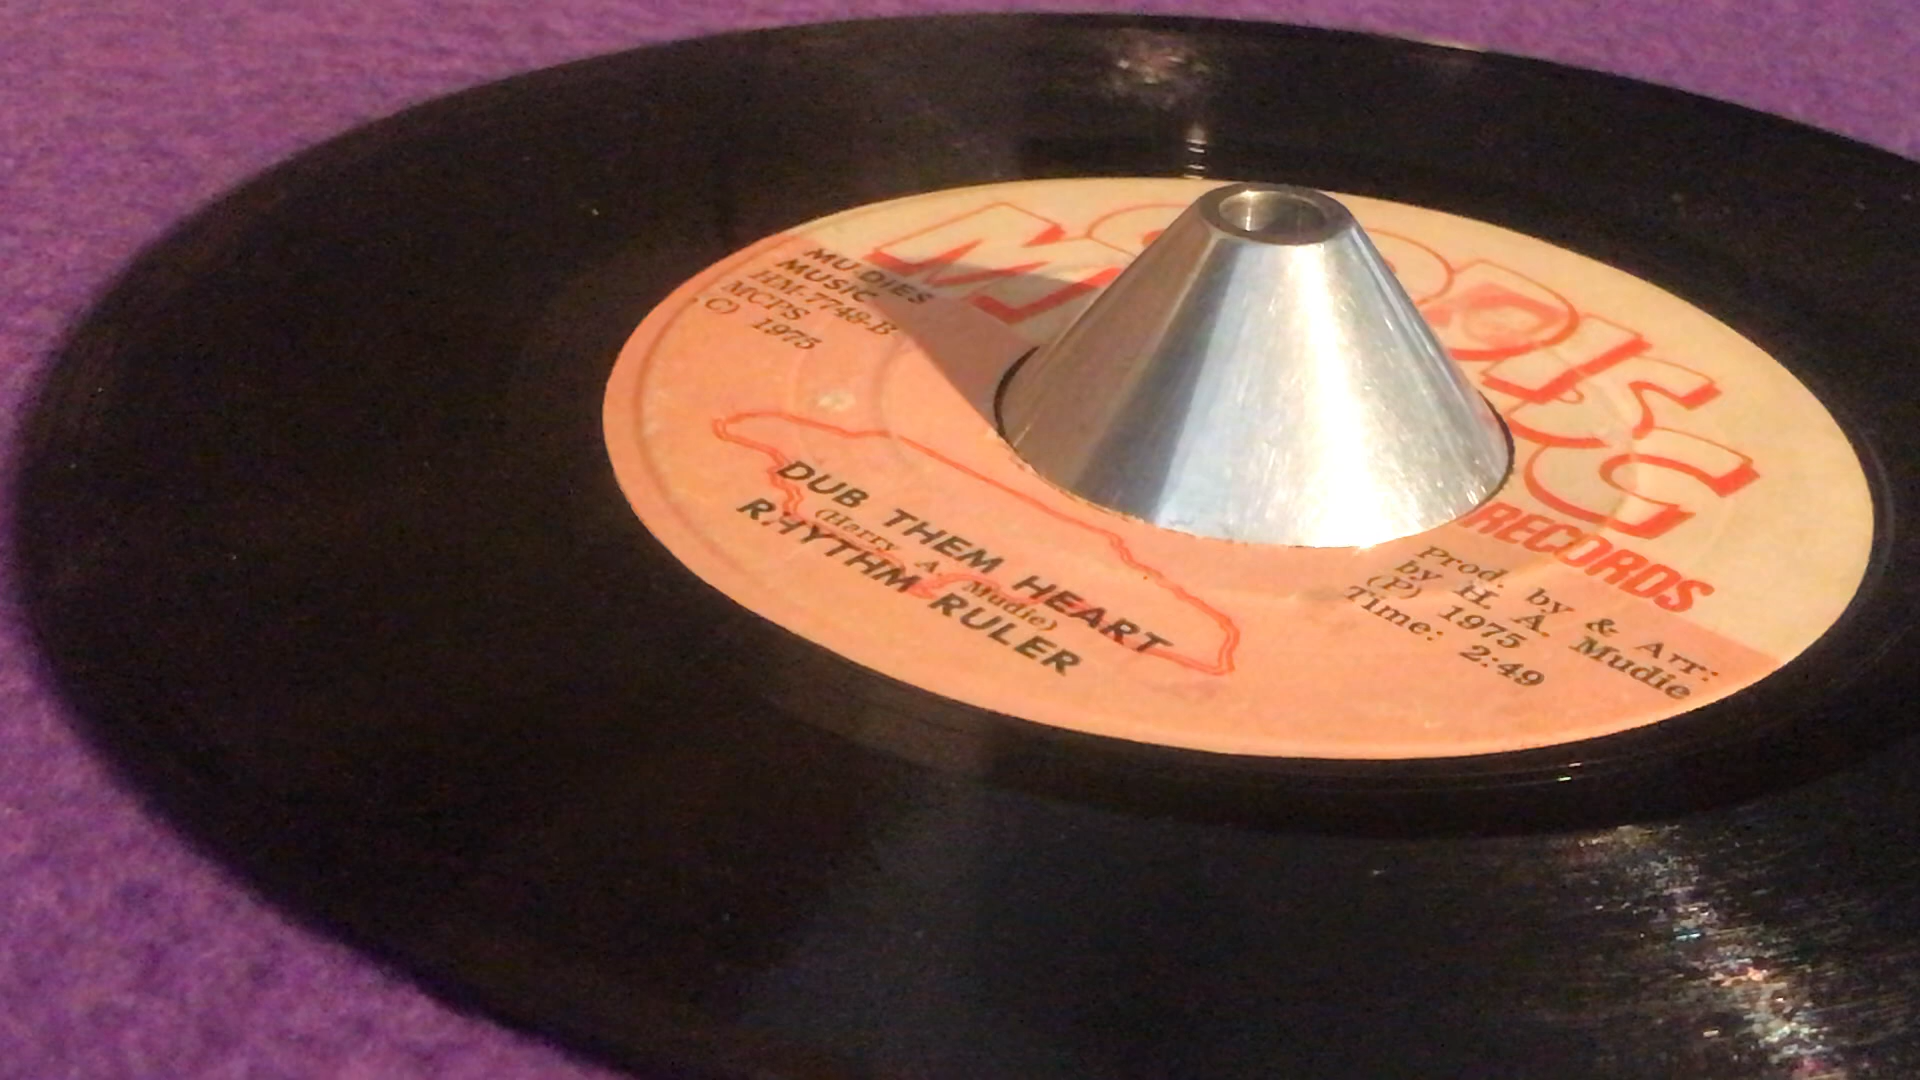 MUDIES
MUSIC
HM-7748-B
MCPS
(C) 1975
RECORDS
Prod. by & Arr:
by H. A. Mudie
(P) 1975
Time: 2:49
DUB THEM HEART
(Harry A Mudie)
RHYTHM RULER